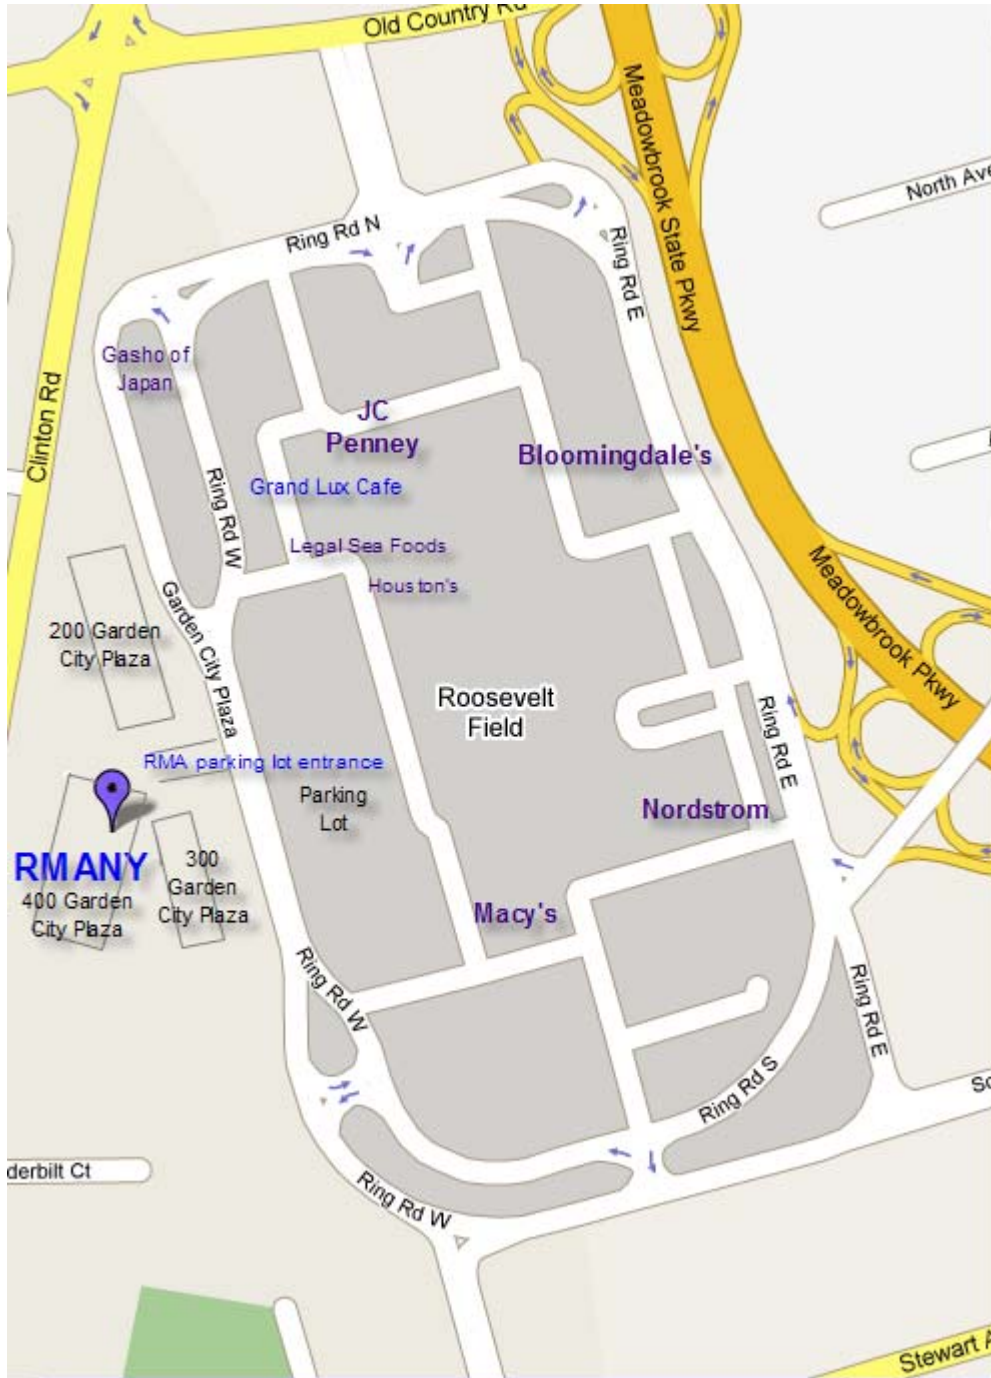 Old Country Rd
Meadowbrook State Pkwy
North Ave
Ring Rd N
Ring Rd E
Gasho of
Japan
Clinton Rd
JC
Penney
Bloomingdale's
Grand Lux Cafe
Ring Rd W
Legal Sea Foods
Houston's
Meadowbrook Pkwy
Garden City Plaza
200 Garden
City Plaza
Roosevelt
Field
Ring Rd E
RMA parking lot entrance
Parking
Lot
Nordstrom
RMANY
400 Garden
City Plaza
300
Garden
City Plaza
Macy's
Ring Rd W
Ring Rd E
Ring Rd S
So
derbilt Ct
Ring Rd W
Stewart A